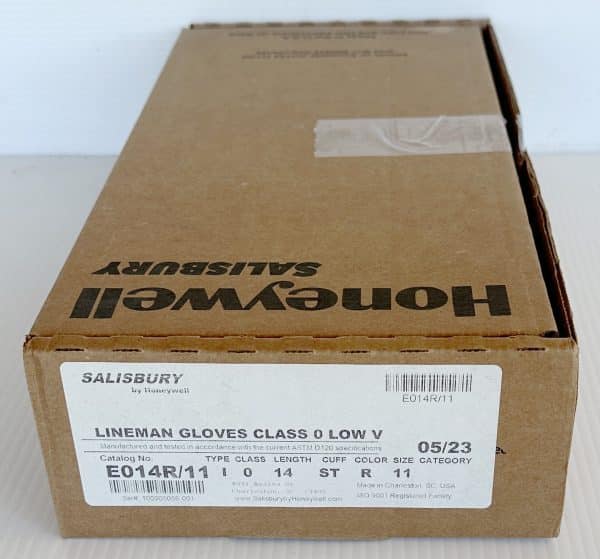 Honeywell
SALISBURY
SALISBURY
by Honeywell
E014R/11
LINEMAN GLOVES CLASS 0 LOW V
Manufactured and tested in accordance with the current ASTM D120 specifications
05/23
Catalog No. TYPE CLASS LENGTH CUFF COLOR SIZE CATEGORY
E014R/11 I 0 14 ST R 11
Made in Charleston, SC, USA
www.SalisburybyHoneywell.com
ISO 9001 Registered Facility